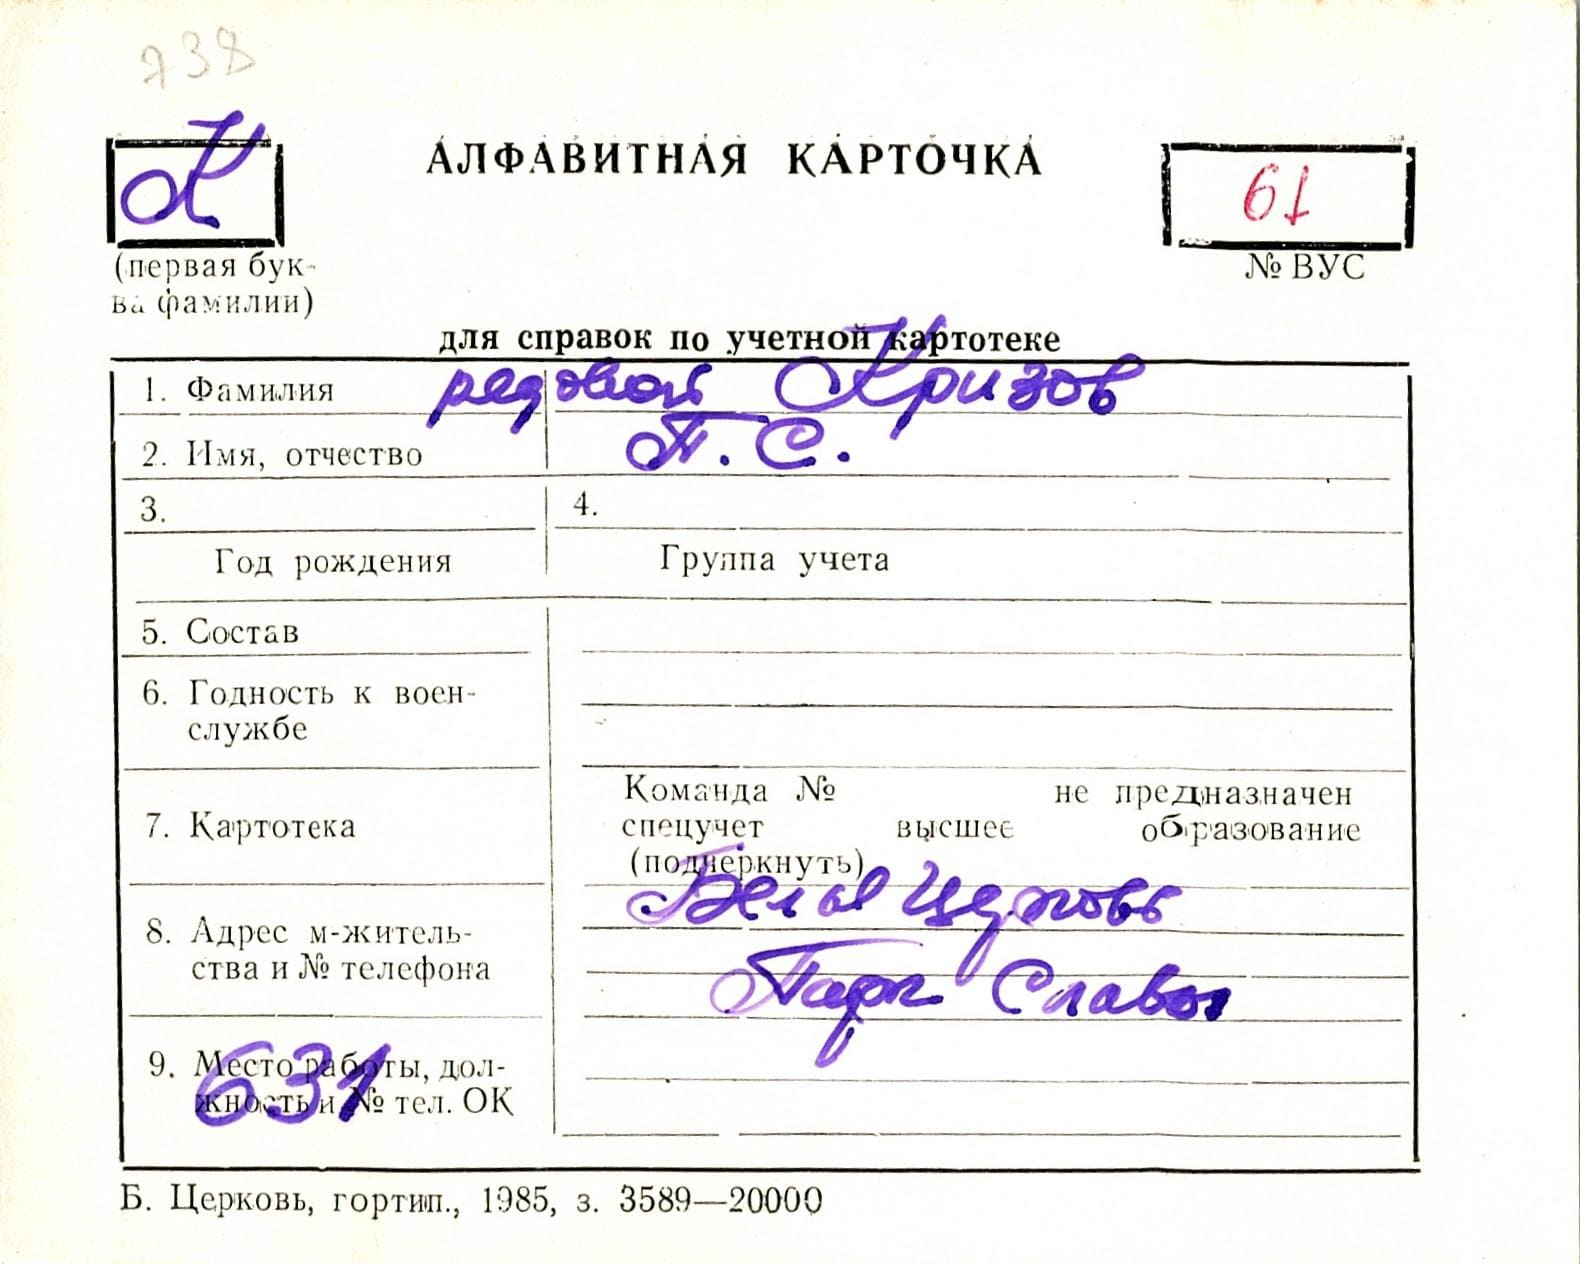 738
К
АЛФАВИТНАЯ КАРТОЧКА
61
(первая бук-
ва фамилии)
№ ВУС
для справок по учетной картотеке
1. Фамилия рядовой Кризов
2. Имя, отчество П. С.
3. 4.
Год рождения Группа учета
5. Состав
6. Годность к воен-
службе
7. Картотека
Команда № не предназначен
спецучет высшее образование
(подчеркнуть)
8. Адрес м-житель-
ства и № телефона
Белая Церковь
Парк Славы
9. Место работы, дол-
жность и № тел. ОК
631
Б. Церковь, гортип., 1985, з. 3589—20000